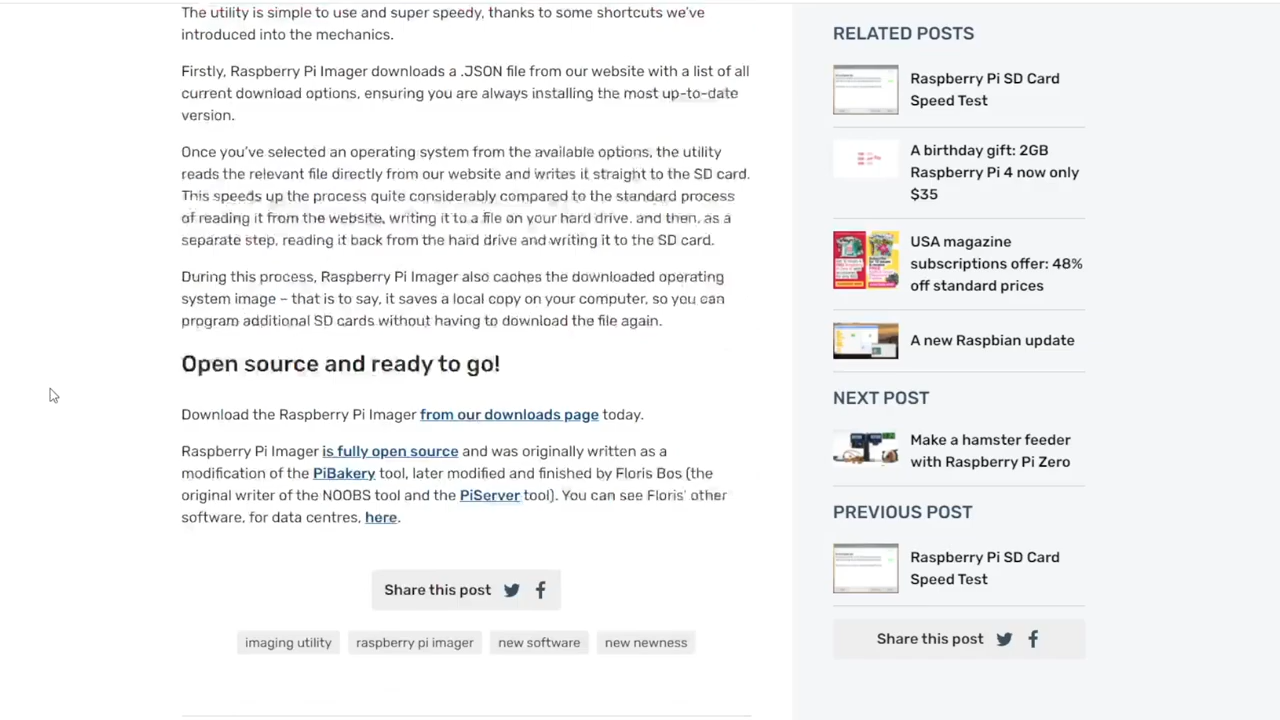 The utility is simple to use and super speedy, thanks to some shortcuts we've
introduced into the mechanics.
Firstly, Raspberry Pi Imager downloads a .JSON file from our website with a list of all
current download options, ensuring you are always installing the most up-to-date
version.
Once you've selected an operating system from the available options, the utility
reads the relevant file directly from our website and writes it straight to the SD card.
This speeds up the process quite considerably compared to the standard process
of reading it from the website, writing it to a file on your hard drive, and then, as a
separate step, reading it back from the hard drive and writing it to the SD card.
During this process, Raspberry Pi Imager also caches the downloaded operating
system image – that is to say, it saves a local copy on your computer, so you can
program additional SD cards without having to download the file again.
Open source and ready to go!
Download the Raspberry Pi Imager from our downloads page today.
Raspberry Pi Imager is fully open source and was originally written as a
modification of the PiBakery tool, later modified and finished by Floris Bos (the
original writer of the NOOBS tool and the PiServer tool). You can see Floris' other
software, for data centres, here.
Share this post
imaging utility
raspberry pi imager
new software
new newness
RELATED POSTS
Raspberry Pi SD Card
Speed Test
A birthday gift: 2GB
Raspberry Pi 4 now only
$35
USA magazine
subscriptions offer: 48%
off standard prices
A new Raspbian update
NEXT POST
Make a hamster feeder
with Raspberry Pi Zero
PREVIOUS POST
Raspberry Pi SD Card
Speed Test
Share this post